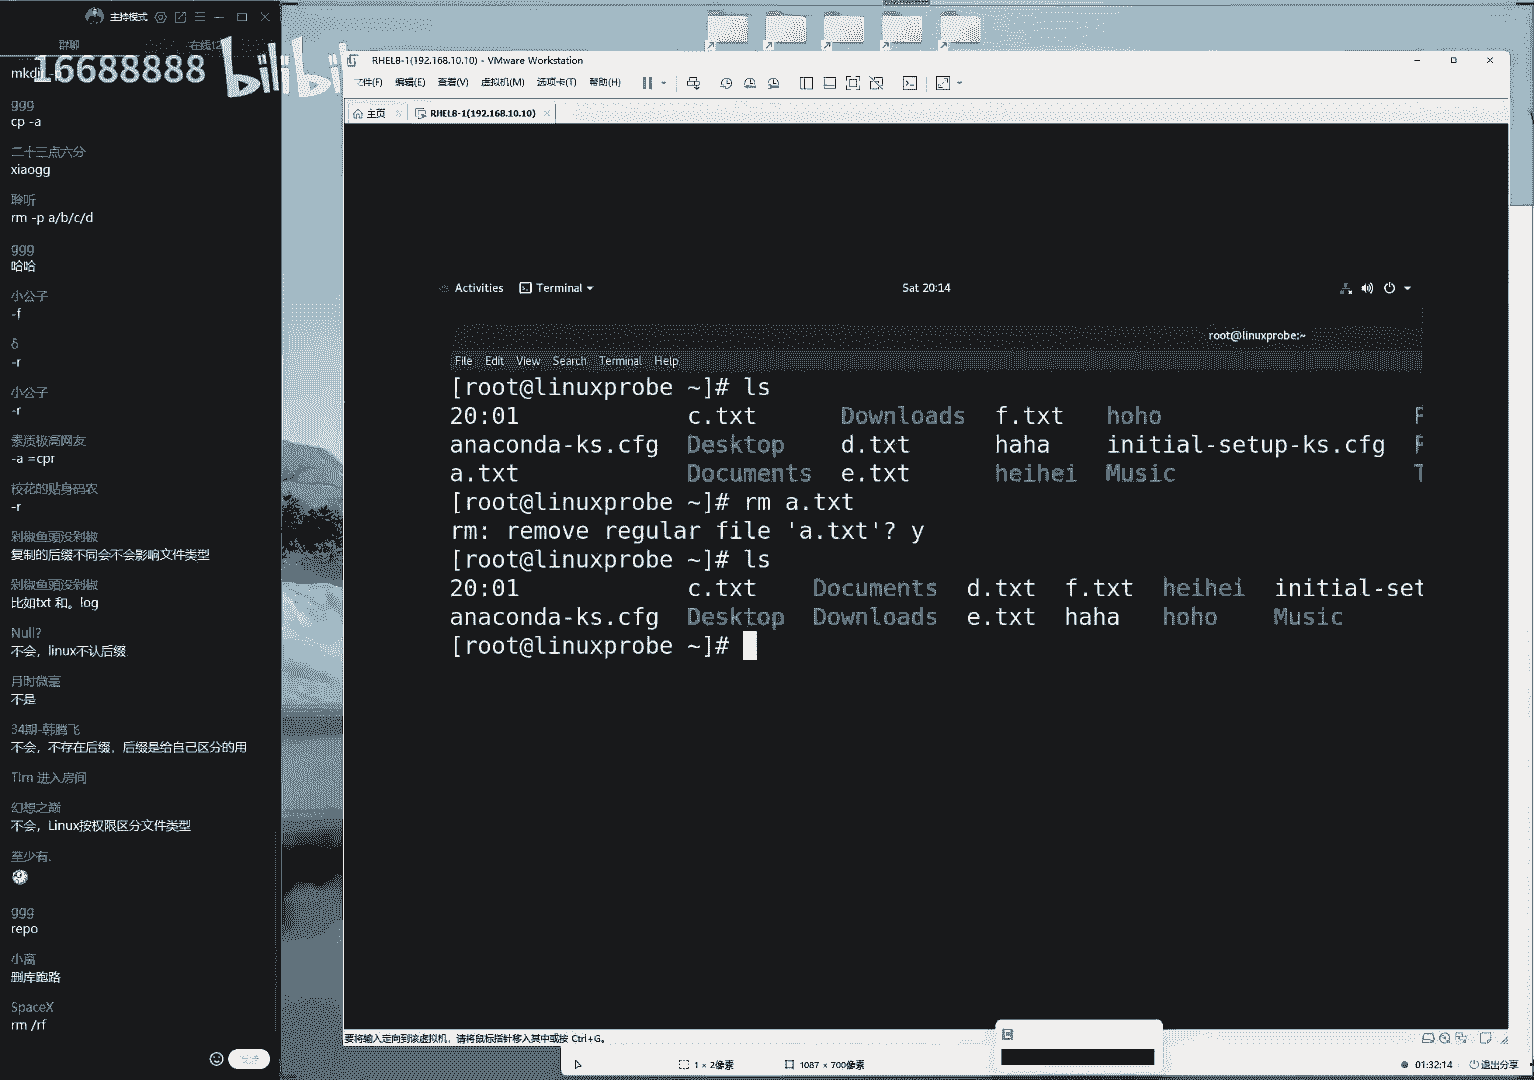 主持模式
群聊
在线12
mkdir -p
16688888 bilibili
ggg
cp -a
二十三点六分
xiaogg
聆听
rm -p a/b/c/d
ggg
哈哈
小公子
-f
δ
-r
小公子
-r
素质极高网友
-a =cpr
校花的贴身码农
-r
剁椒鱼頭没剁椒
复制的后缀不同会不会影响文件类型
剁椒鱼頭没剁椒
比如txt 和。log
Null?
不会，linux不认后缀.
月时微薏
不是
34期-韩腾飞
不会，不存在后缀，后缀是给自己区分的用
Tlm 进入房间
幻想之巅
不会，Linux按权限区分文件类型
至少有.
ggg
repo
小窩
删库跑路
SpaceX
rm /rf
发送
RHEL8-1(192.168.10.10) - VMware Workstation
文件(F) 编辑(E) 查看(V) 虚拟机(M) 选项卡(T) 帮助(H)
主页 RHEL8-1(192.168.10.10)
Activities Terminal Sat 20:14
root@linuxprobe:~
File Edit View Search Terminal Help
[root@linuxprobe ~]# ls
20:01 c.txt Downloads f.txt hoho P
anaconda-ks.cfg Desktop d.txt haha initial-setup-ks.cfg P
a.txt Documents e.txt heihei Music T
[root@linuxprobe ~]# rm a.txt
rm: remove regular file 'a.txt'? y
[root@linuxprobe ~]# ls
20:01 c.txt Documents d.txt f.txt heihei initial-set
anaconda-ks.cfg Desktop Downloads e.txt haha hoho Music
[root@linuxprobe ~]#
要将输入定向到该虚拟机，请将鼠标指针移入其中或按 Ctrl+G。
1 × 2像素 1087 × 700像素
01:32:14 退出分享